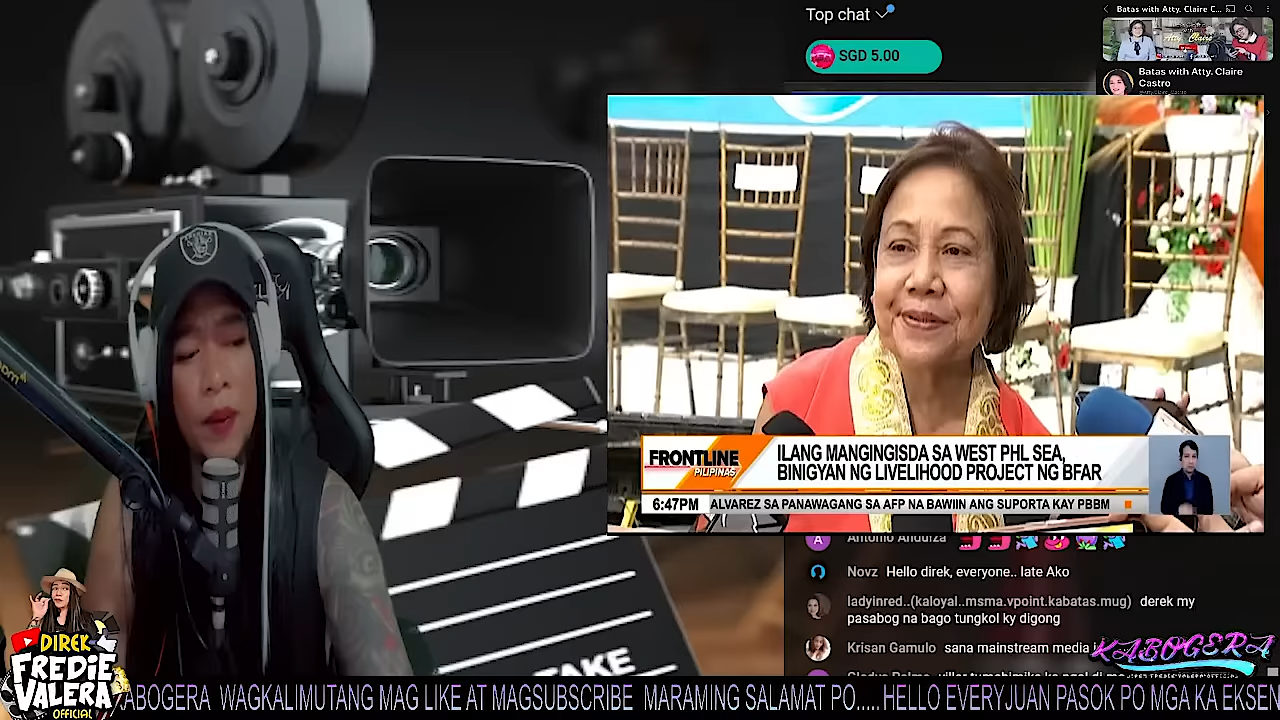 Top chat
SGD 5.00
Batas with Atty. Claire C...
Batas with Atty. Claire
Castro
FRONTLINE
PILIPINAS
ILANG MANGINGISDA SA WEST PHL SEA,
BINIGYAN NG LIVELIHOOD PROJECT NG BFAR
6:47PM
ALVAREZ SA PANAWAGANG SA AFP NA BAWIIN ANG SUPORTA KAY PBBM
Antonio Andulza
Novz Hello direk, everyone.. late Ako
ladyinred..(kaloyal..msma.vpoint.kabatas.mug) derek my
pasabog na bago tungkol ky digong
Krisan Gamulo sana mainstream media
KABOGERA
TAKE
DIREK
FREDIE
VALERA
OFFICIAL
ABOGERA WAGKALIMUTANG MAG LIKE AT MAGSUBSCRIBE MARAMING SALAMAT PO.....HELLO EVERYJUAN PASOK PO MGA KA EKSEN